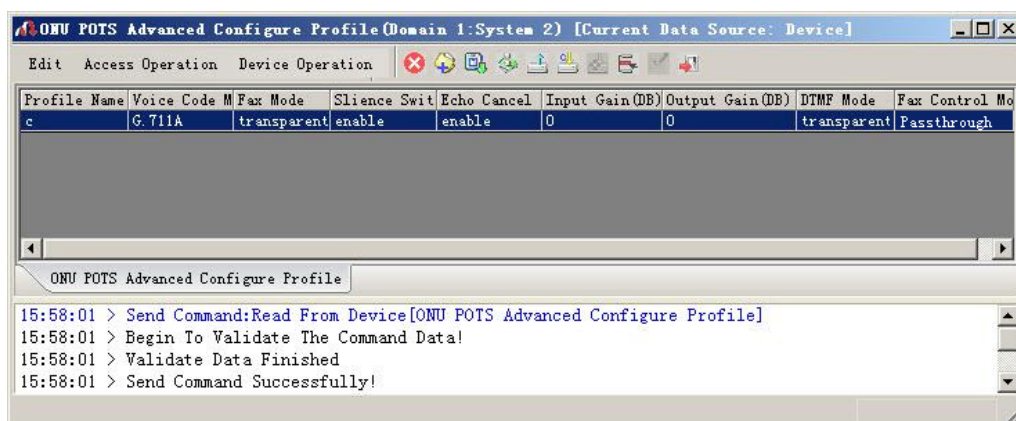 ONU POTS Advanced Configure Profile(Domain 1:System 2) [Current Data Source: Device]
Edit Access Operation Device Operation
Profile Name Voice Code M Fax Mode Slience Swit Echo Cancel Input Gain(DB) Output Gain(DB) DTMF Mode Fax Control Mo
c G.711A transparent enable enable 0 0 transparent Passthrough
ONU POTS Advanced Configure Profile
15:58:01 > Send Command:Read From Device[ONU POTS Advanced Configure Profile]
15:58:01 > Begin To Validate The Command Data!
15:58:01 > Validate Data Finished
15:58:01 > Send Command Successfully!